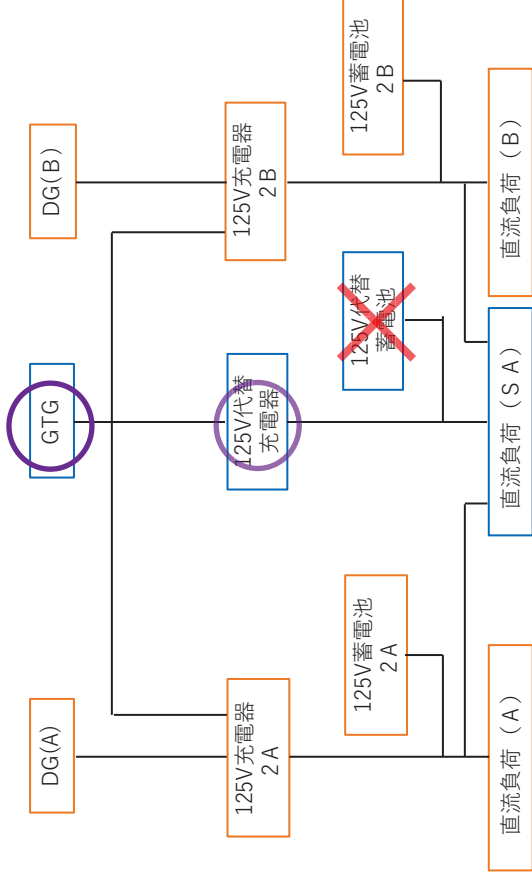 DG(A)
GTG
DG(B)
125V充電器
2A
125V代替
充電器
125V充電器
2B
125V蓄電池
2A
125V代替
蓄電池
125V蓄電池
2B
直流負荷（A）
直流負荷（SA）
直流負荷（B）